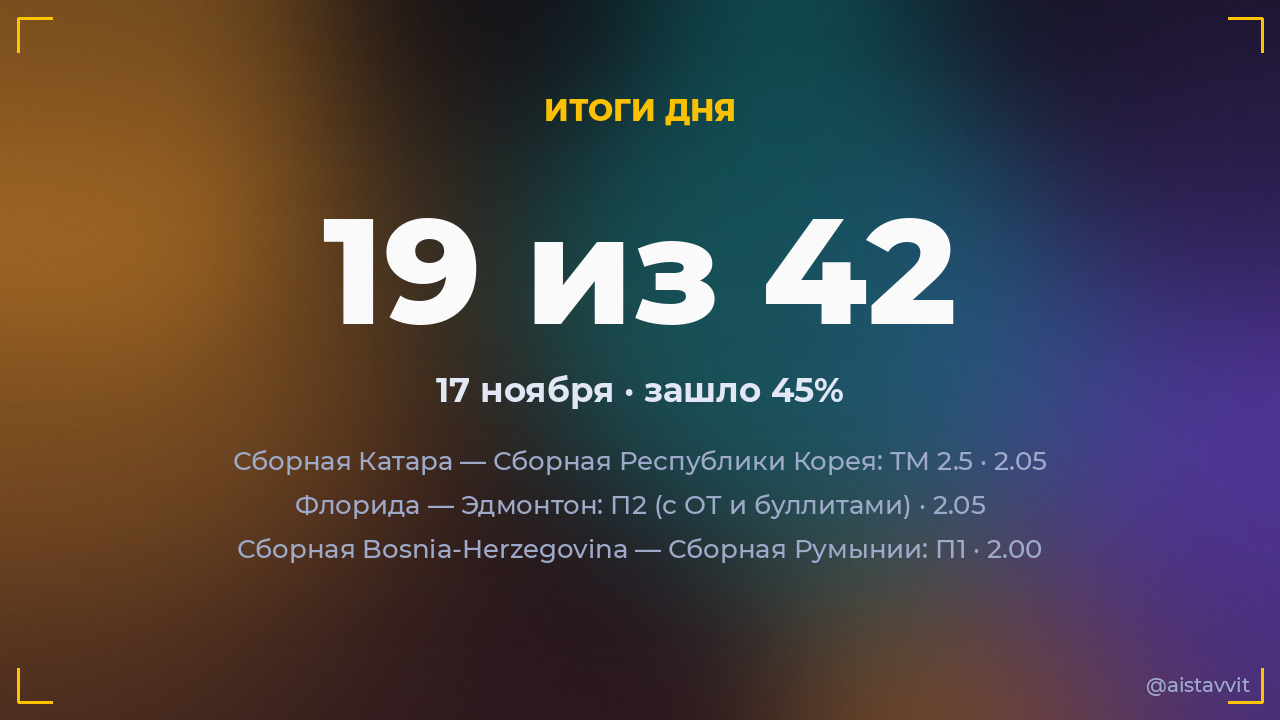 ИТОГИ ДНЯ
19 из 42
17 ноября · зашло 45%
Сборная Катара — Сборная Республики Корея: ТМ 2.5 · 2.05
Флорида — Эдмонтон: П2 (с ОТ и буллитами) · 2.05
Сборная Bosnia-Herzegovina — Сборная Румынии: П1 · 2.00
@aistavvit